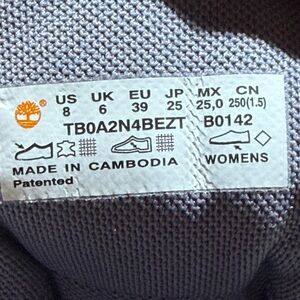 US UK EU JP MX CN
8 6 39 25 25,0 250(1.5)
TB0A2N4BEZT B0142
WOMENS
MADE IN CAMBODIA
Patented